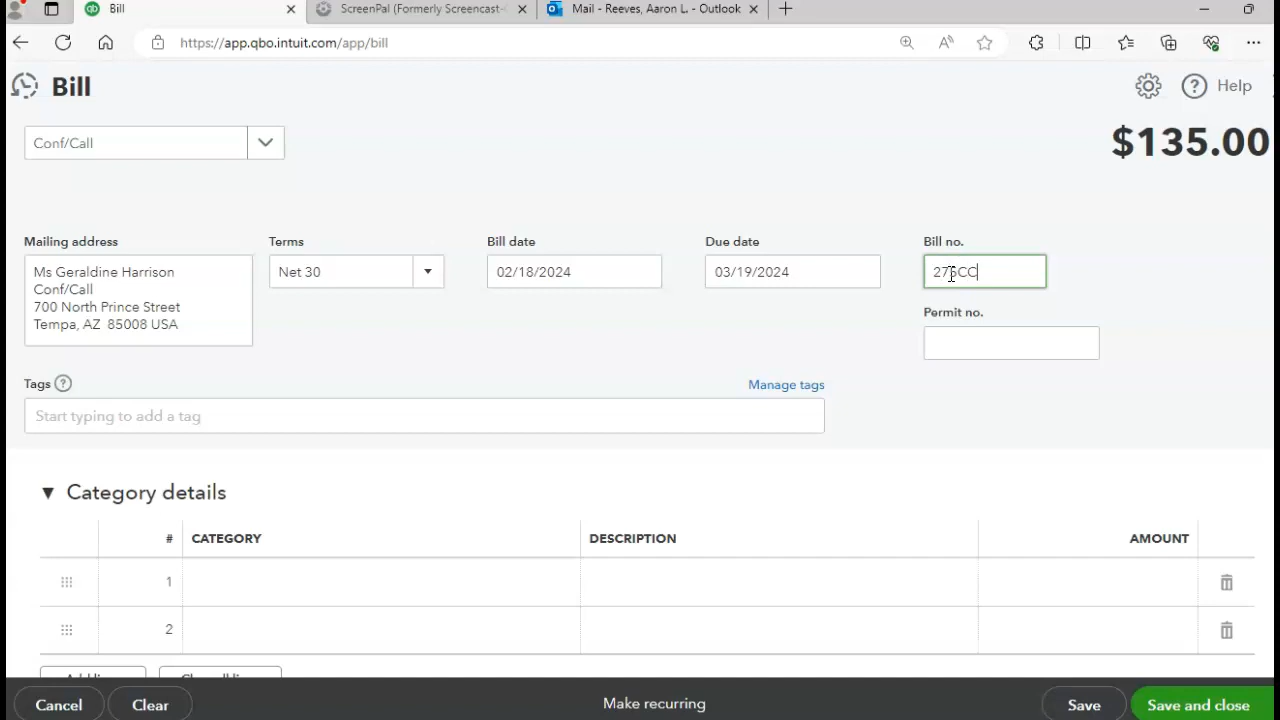 Bill
ScreenPal (Formerly Screencast-
Mail - Reeves, Aaron L. - Outlook
https://app.qbo.intuit.com/app/bill
Bill
Help
Conf/Call
$135.00
Mailing address
Terms
Bill date
Due date
Bill no.
Ms Geraldine Harrison
Conf/Call
700 North Prince Street
Tempa, AZ  85008 USA
Net 30
02/18/2024
03/19/2024
Permit no.
Tags
Manage tags
Start typing to add a tag
Category details
# CATEGORY DESCRIPTION AMOUNT
1
2
Cancel
Clear
Make recurring
Save
Save and close